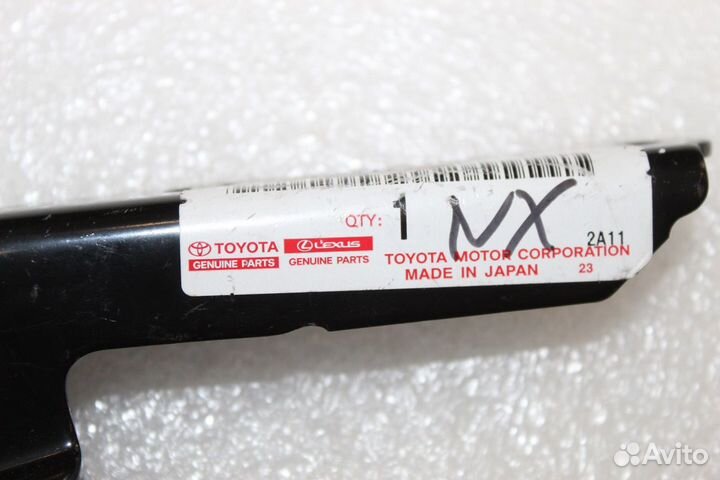 QTY: 1 NX
TOYOTA LEXUS 2A11
GENUINE PARTS GENUINE PARTS TOYOTA MOTOR CORPORATION
MADE IN JAPAN 23
Avito